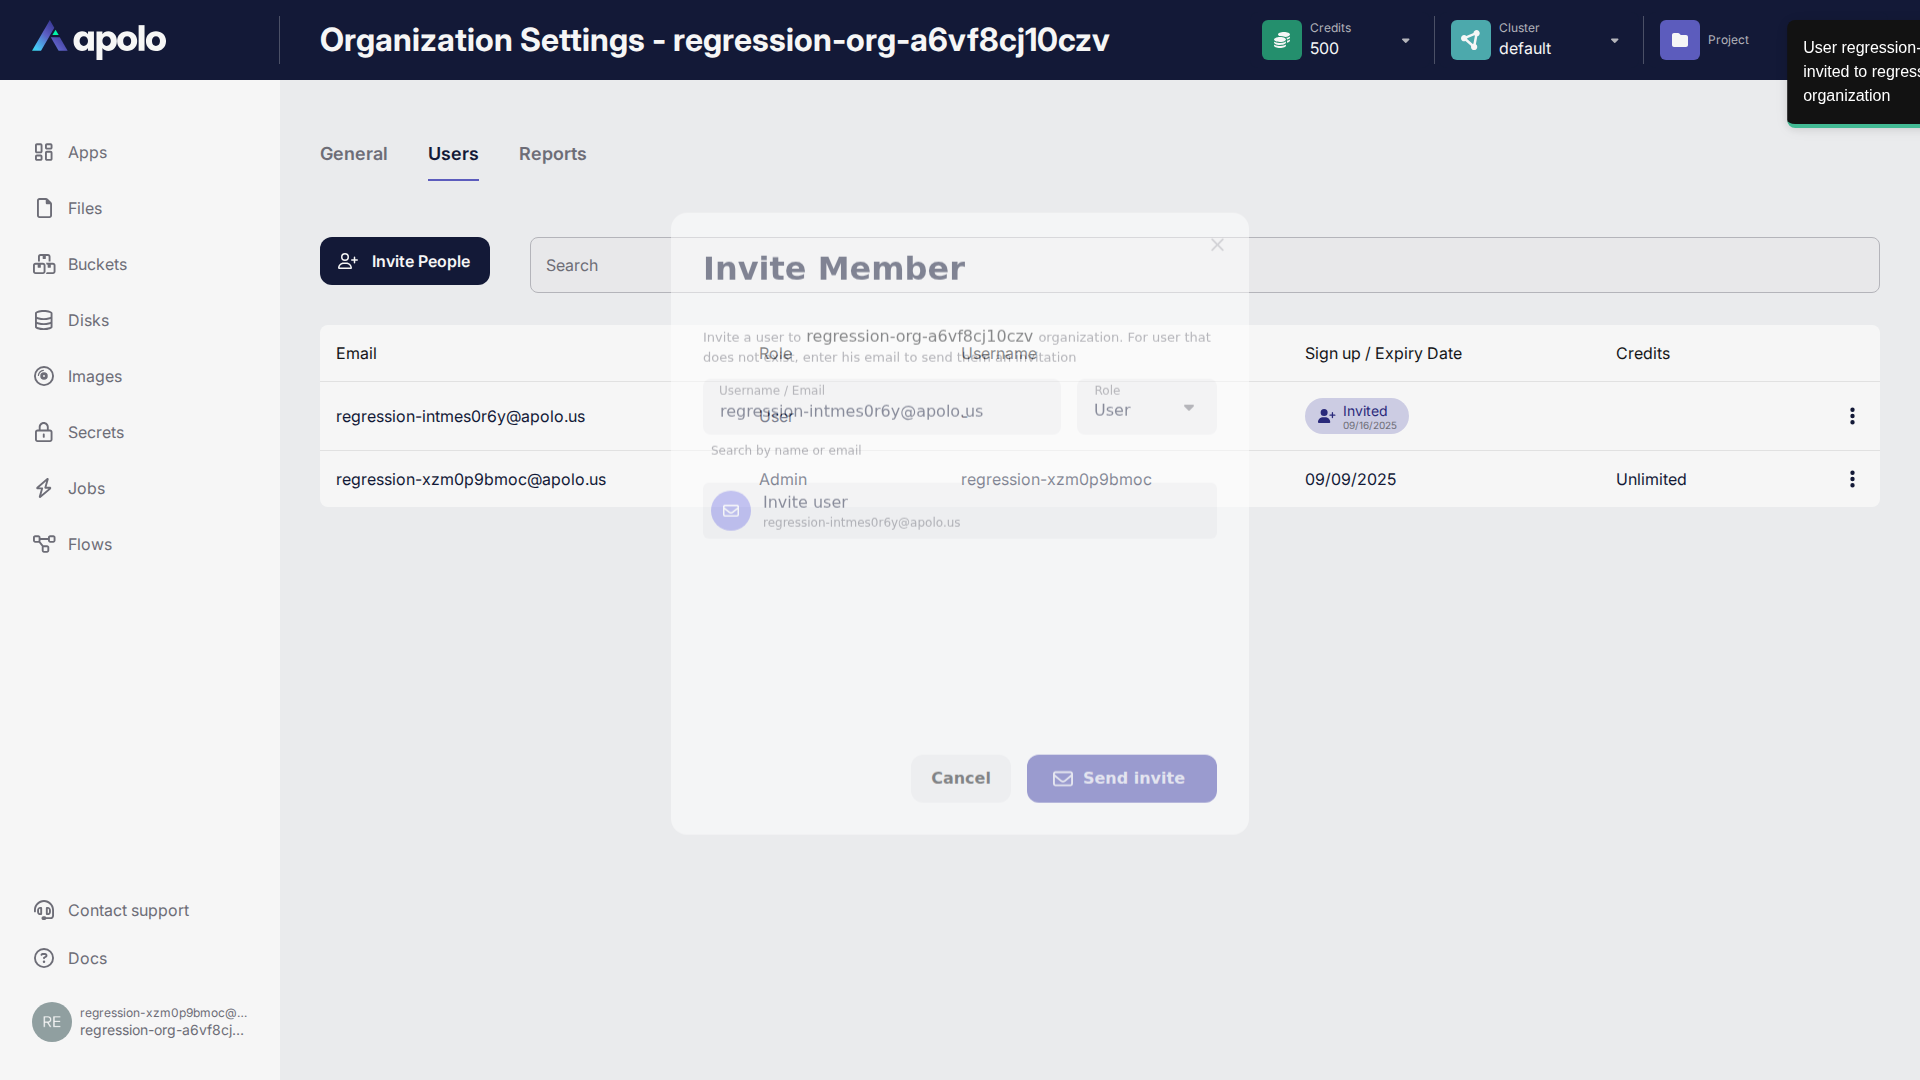 apolo
Organization Settings - regression-org-a6vf8cj10czv
Credits
500
Cluster
default
Project
User regression-
invited to regress
organization
Apps
Files
Buckets
Disks
Images
Secrets
Jobs
Flows
Contact support
Docs
RE
regression-xzm0p9bmoc@...
regression-org-a6vf8cj...
General
Users
Reports
Invite People
Search
Email
Role
Username
Sign up / Expiry Date
Credits
regression-intmes0r6y@apolo.us
User
Invited
09/16/2025
regression-xzm0p9bmoc@apolo.us
Admin
regression-xzm0p9bmoc
09/09/2025
Unlimited
Invite Member
Invite a user to regression-org-a6vf8cj10czv organization. For user that
does not exist, enter his email to send them an invitation
Username / Email
regression-intmes0r6y@apolo.us
Role
User
Search by name or email
Invite user
regression-intmes0r6y@apolo.us
Cancel
Send invite